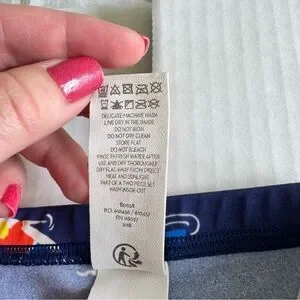 DELICATE MACHINE WASH
LINE DRY IN THE SHADE
DO NOT IRON
DO NOT DRY CLEAN
STORE FLAT
DO NOT BLEACH
RINSE IN FRESH WATER AFTER
USE AND DRY THOROUGHLY
DRY FLAT AWAY FROM DIRECT
HEAT AND SUNLIGHT
PART OF A TWO PIECE SET
WASH INSIDE OUT
P.O.